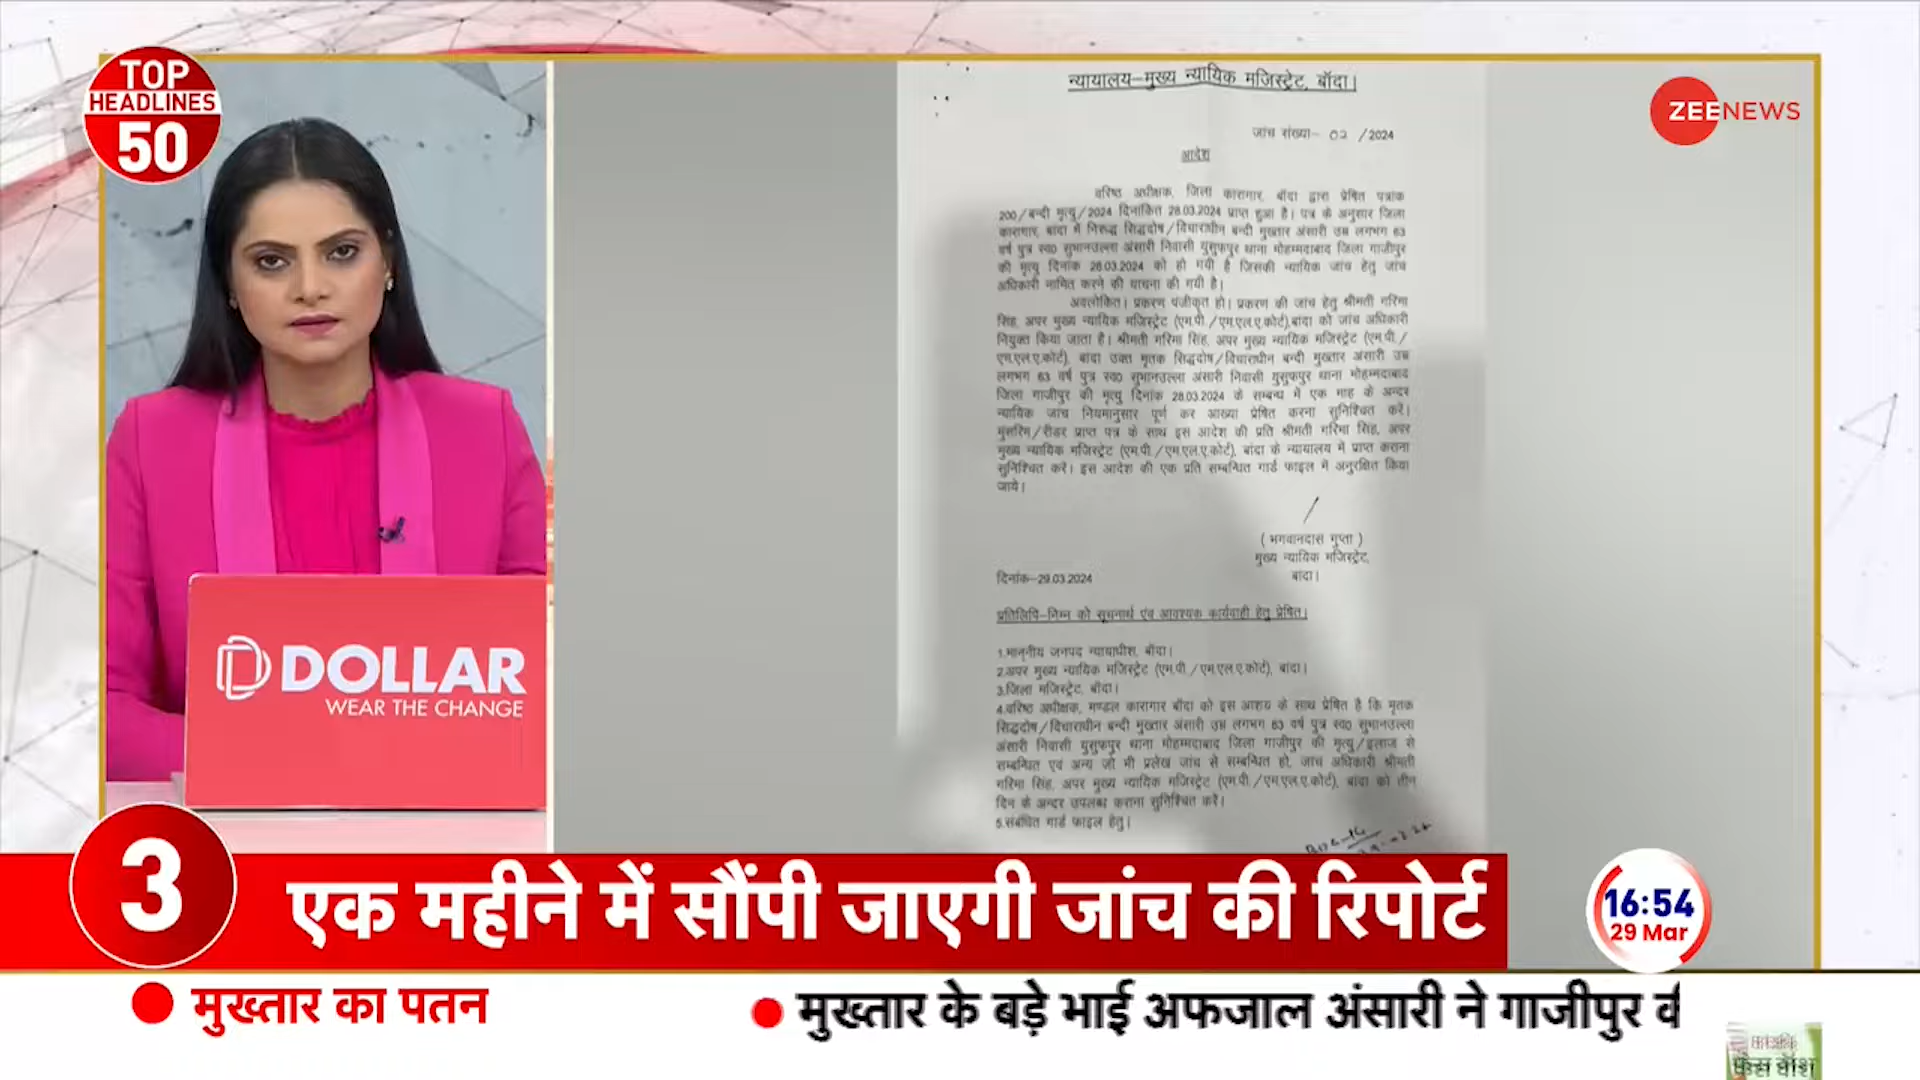 TOP
HEADLINES
50
ZEENEWS
न्यायालय–मुख्य न्यायिक मजिस्ट्रेट, बाँदा।
जांच संख्या– 02 /2024
आदेश
वरिष्ठ अधीक्षक, जिला कारागार, बाँदा द्वारा प्रेषित पत्रांक
200/बन्दी मृत्यु/2024 दिनांकित 28.03.2024 प्राप्त हुआ है। पत्र के अनुसार जिला
कारागार, बांदा में निरुद्ध सिद्धदोष/विचाराधीन बन्दी मुख्तार अंसारी उम्र लगभग 63
वर्ष पुत्र स्व0 सुभानउल्ला अंसारी निवासी युसुफपुर थाना मोहम्मदाबाद जिला गाजीपुर
की मृत्यु दिनांक 28.03.2024 को हो गयी है जिसकी न्यायिक जांच हेतु जांच
अधिकारी नामित करने की याचना की गयी है।
अवलोकित। प्रकरण पंजीकृत हो। प्रकरण की जांच हेतु श्रीमती गरिमा
सिंह, अपर मुख्य न्यायिक मजिस्ट्रेट (एम.पी./एम.एल.ए.कोर्ट),बांदा को जांच अधिकारी
नियुक्त किया जाता है। श्रीमती गरिमा सिंह, अपर मुख्य न्यायिक मजिस्ट्रेट (एम.पी./
एम.एल.ए.कोर्ट), बांदा उक्त मृतक सिद्धदोष/विचाराधीन बन्दी मुख्तार अंसारी उम्र
लगभग 63 वर्ष पुत्र स्व0 सुभानउल्ला अंसारी निवासी युसुफपुर थाना मोहम्मदाबाद
जिला गाजीपुर की मृत्यु दिनांक 28.03.2024 के सम्बन्ध में एक माह के अन्दर
न्यायिक जांच नियमानुसार पूर्ण कर आख्या प्रेषित करना सुनिश्चित करें।
मुंसरिम/रीडर प्राप्त पत्र के साथ इस आदेश की प्रति श्रीमती गरिमा सिंह, अपर
मुख्य न्यायिक मजिस्ट्रेट (एम.पी./एम.एल.ए.कोर्ट), बांदा के न्यायालय में प्राप्त कराना
सुनिश्चित करें। इस आदेश की एक प्रति सम्बन्धित गार्ड फाइल में अनुरक्षित किया
जाये।
( भगवानदास गुप्ता )
मुख्य न्यायिक मजिस्ट्रेट,
बांदा।
दिनांक–29.03.2024
प्रतिलिपि–निम्न को सूचनार्थ एंव आवश्यक कार्यवाही हेतु प्रेषित।
1.माननीय जनपद न्यायाधीश, बाँदा।
2.अपर मुख्य न्यायिक मजिस्ट्रेट (एम.पी./एम.एल.ए.कोर्ट), बांदा।
3.जिला मजिस्ट्रेट, बाँदा।
4.वरिष्ठ अधीक्षक, मण्डल कारागार बाँदा को इस आशय के साथ प्रेषित है कि मृतक
सिद्धदोष/विचाराधीन बन्दी मुख्तार अंसारी उम्र लगभग 63 वर्ष पुत्र स्व0 सुभानउल्ला
अंसारी निवासी युसुफपुर थाना मोहम्मदाबाद जिला गाजीपुर की मृत्यु/इलाज से
सम्बन्धित एवं अन्य जो भी प्रलेख जांच से सम्बन्धित हो, जांच अधिकारी श्रीमती
गरिमा सिंह, अपर मुख्य न्यायिक मजिस्ट्रेट (एम.पी./एम.एल.ए.कोर्ट), बांदा को तीन
दिन के अन्दर उपलब्ध कराना सुनिश्चित करें।
5.संबंधित गार्ड फाइल हेतु।
DOLLAR
WEAR THE CHANGE
3
एक महीने में सौंपी जाएगी जांच की रिपोर्ट
16:54
29 Mar
मुख्तार का पतन
मुख्तार के बड़े भाई अफजाल अंसारी ने गाजीपुर